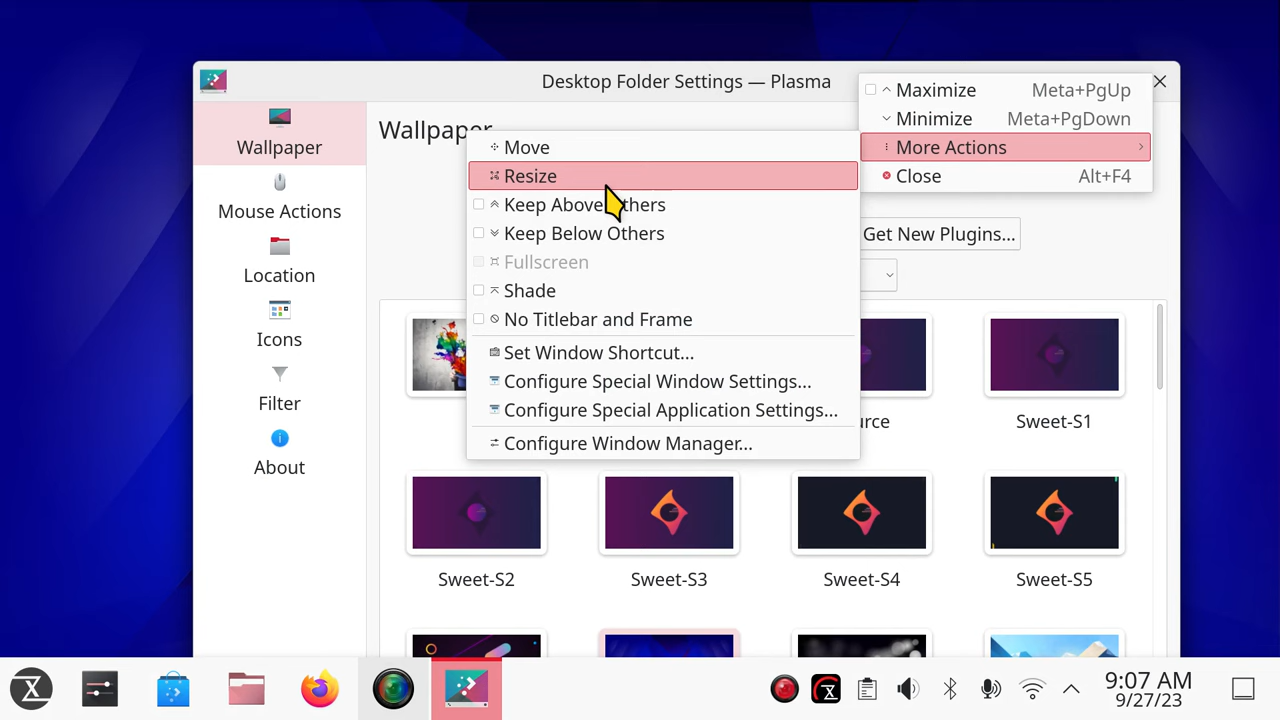 Desktop Folder Settings — Plasma
Wallpaper
Mouse Actions
Location
Icons
Filter
About
Wallpaper
Maximize Meta+PgUp
Minimize Meta+PgDown
More Actions
Close Alt+F4
Move
Resize
Keep Above Others
Keep Below Others
Fullscreen
Shade
No Titlebar and Frame
Set Window Shortcut...
Configure Special Window Settings...
Configure Special Application Settings...
Configure Window Manager...
Get New Plugins...
urce
Sweet-S1
Sweet-S2
Sweet-S3
Sweet-S4
Sweet-S5
9:07 AM
9/27/23